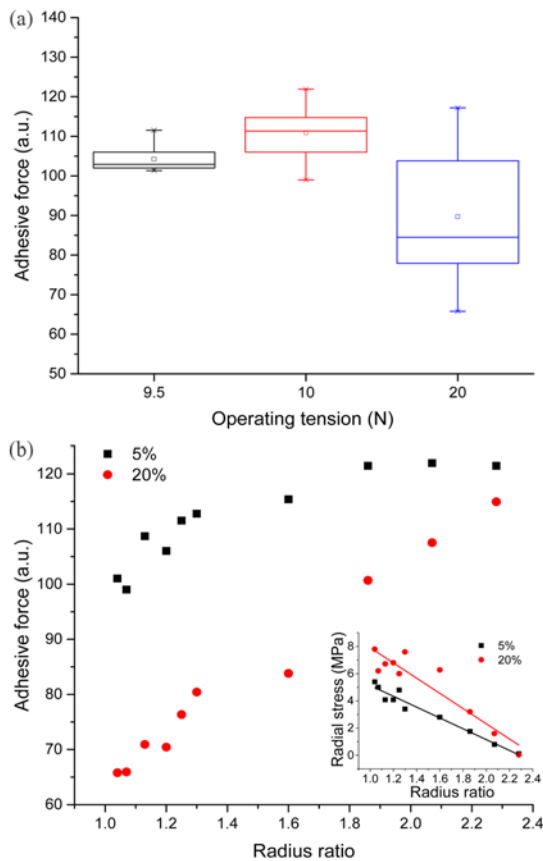 (a)
140
130
120
110
100
90
80
70
60
50
Adhesive force (a.u.)
9.5 10 20
Operating tension (N)
(b)
120
110
100
90
80
70
60
Adhesive force (a.u.)
5%
20%
1.0 1.2 1.4 1.6 1.8 2.0 2.2 2.4
Radius ratio
8
6
4
2
0
Radial stress (MPa)
5%
20%
1.0 1.2 1.4 1.6 1.8 2.0 2.2 2.4
Radius ratio